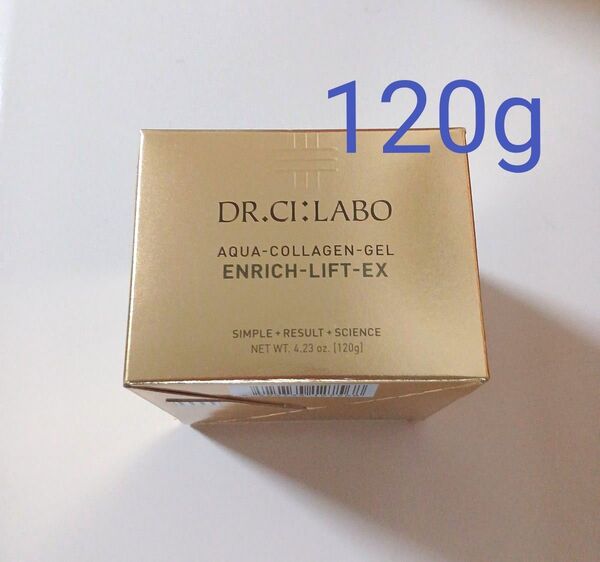 120g
DR.CI:LABO
AQUA-COLLAGEN-GEL
ENRICH-LIFT-EX
SIMPLE + RESULT + SCIENCE
NET WT. 4.23 oz. [120g]